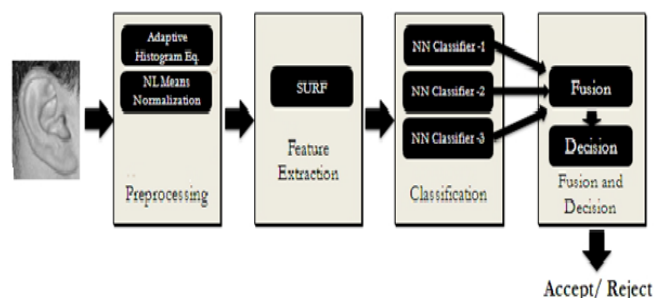 Adaptive
Histogram Eq.
NL Means
Normalization
Preprocessing
SURF
Feature
Extraction
NN Classifier -1
NN Classifier -2
NN Classifier -3
Classification
Fusion
Decision
Fusion and
Decision
Accept/ Reject